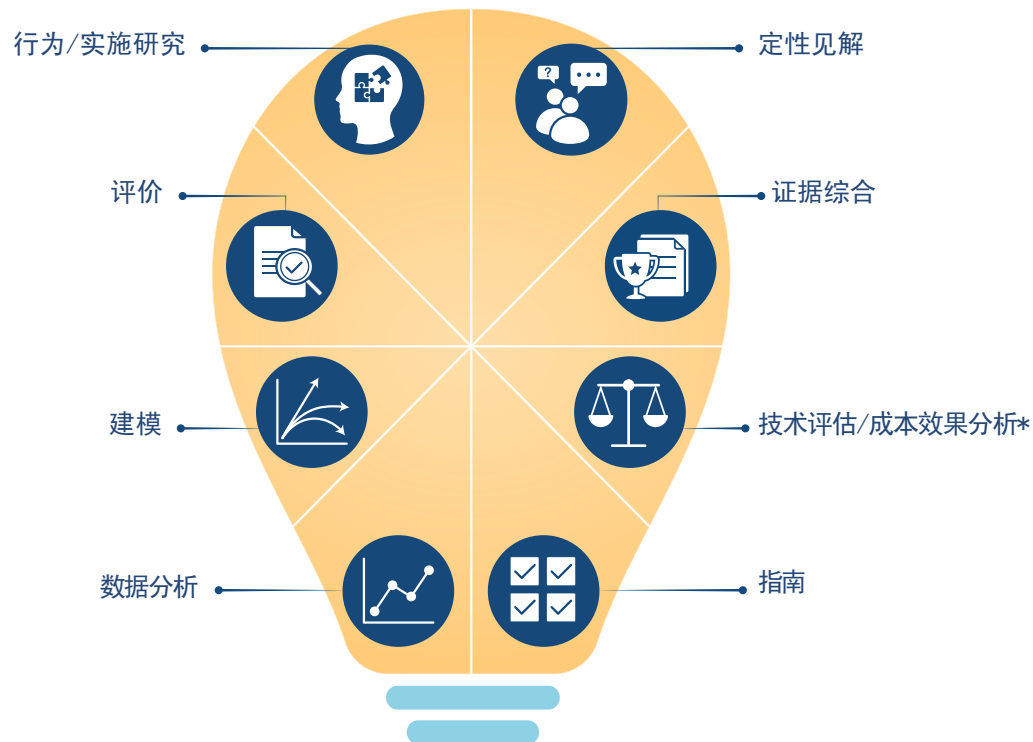 行为/实施研究
定性见解
评价
证据综合
建模
技术评估/成本效果分析*
数据分析
指南
?